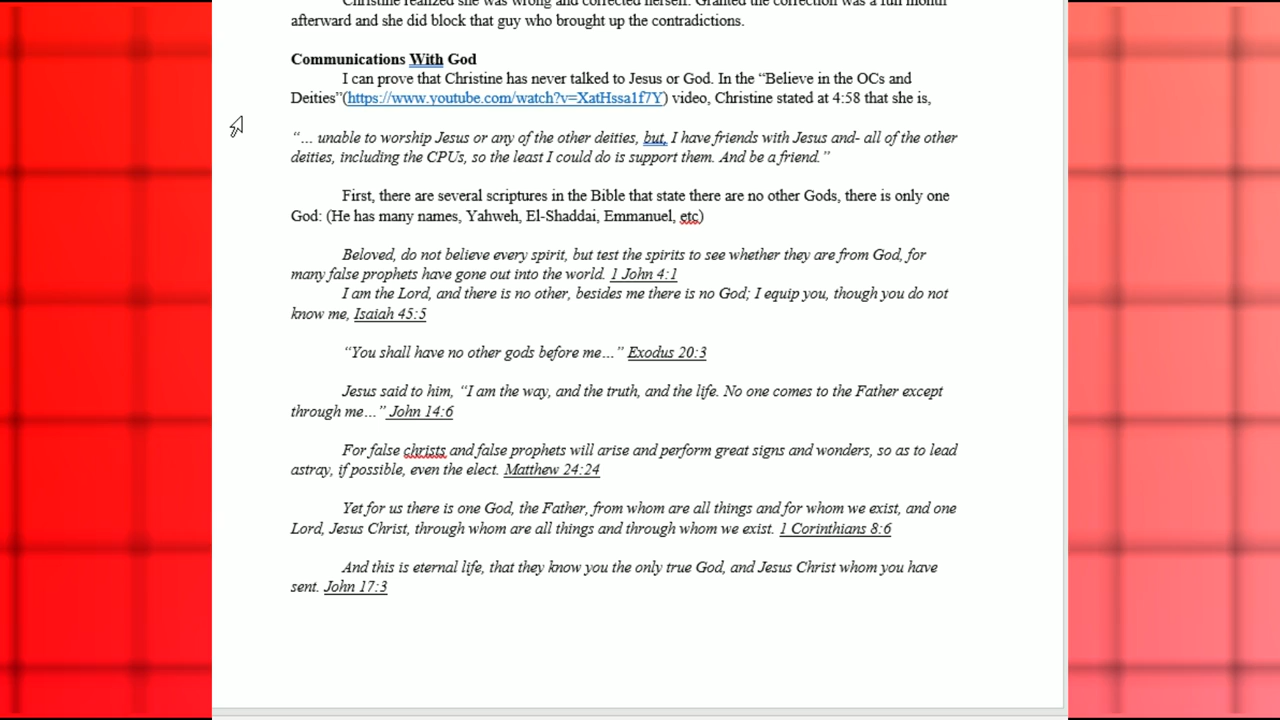 Christine realized she was wrong and corrected herself. Granted the correction was a full month
afterward and she did block that guy who brought up the contradictions.
Communications With God
I can prove that Christine has never talked to Jesus or God. In the “Believe in the OCs and
Deities”(https://www.youtube.com/watch?v=XatHssa1f7Y) video, Christine stated at 4:58 that she is,
“… unable to worship Jesus or any of the other deities, but, I have friends with Jesus and- all of the other
deities, including the CPUs, so the least I could do is support them. And be a friend.”
First, there are several scriptures in the Bible that state there are no other Gods, there is only one
God: (He has many names, Yahweh, El-Shaddai, Emmanuel, etc)
Beloved, do not believe every spirit, but test the spirits to see whether they are from God, for
many false prophets have gone out into the world. 1 John 4:1
I am the Lord, and there is no other, besides me there is no God; I equip you, though you do not
know me, Isaiah 45:5
“You shall have no other gods before me…” Exodus 20:3
Jesus said to him, “I am the way, and the truth, and the life. No one comes to the Father except
through me…” John 14:6
For false christs and false prophets will arise and perform great signs and wonders, so as to lead
astray, if possible, even the elect. Matthew 24:24
Yet for us there is one God, the Father, from whom are all things and for whom we exist, and one
Lord, Jesus Christ, through whom are all things and through whom we exist. 1 Corinthians 8:6
And this is eternal life, that they know you the only true God, and Jesus Christ whom you have
sent. John 17:3